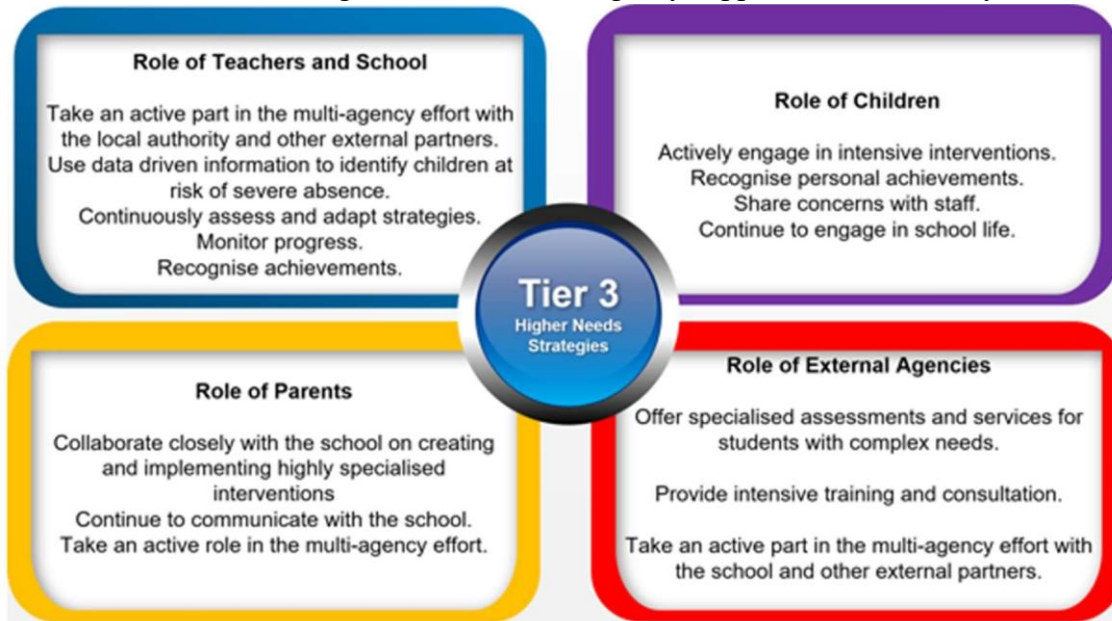 Role of Teachers and School
Take an active part in the multi-agency effort with
the local authority and other external partners.
Use data driven information to identify children at
risk of severe absence.
Continuously assess and adapt strategies.
Monitor progress.
Recognise achievements.
Role of Children
Actively engage in intensive interventions.
Recognise personal achievements.
Share concerns with staff.
Continue to engage in school life.
Tier 3
Higher Needs
Strategies
Role of Parents
Collaborate closely with the school on creating
and implementing highly specialised
interventions
Continue to communicate with the school.
Take an active role in the multi-agency effort.
Role of External Agencies
Offer specialised assessments and services for
students with complex needs.
Provide intensive training and consultation.
Take an active part in the multi-agency effort with
the school and other external partners.